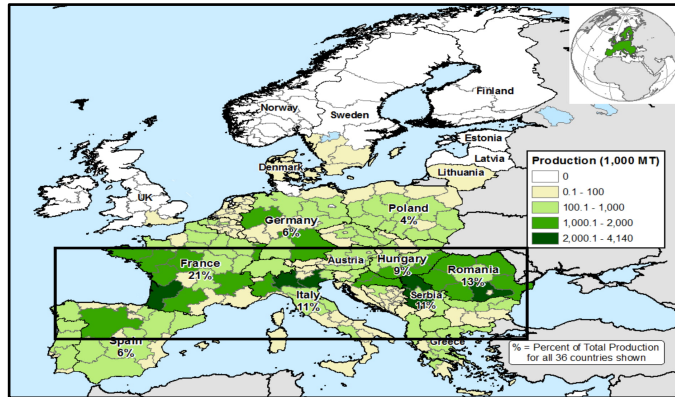 Finland
Norway
Sweden
Estonia
Latvia
Lithuania
Denmark
UK
Production (1,000 MT)
0
0.1 - 100
100.1 - 1,000
1,000.1 - 2,000
2,000.1 - 4,140
Poland
4%
Germany
6%
France
21%
Austria
Hungary
9%
Romania
13%
Italy
11%
Serbia
11%
Spain
6%
Greece
% = Percent of Total Production
for all 36 countries shown